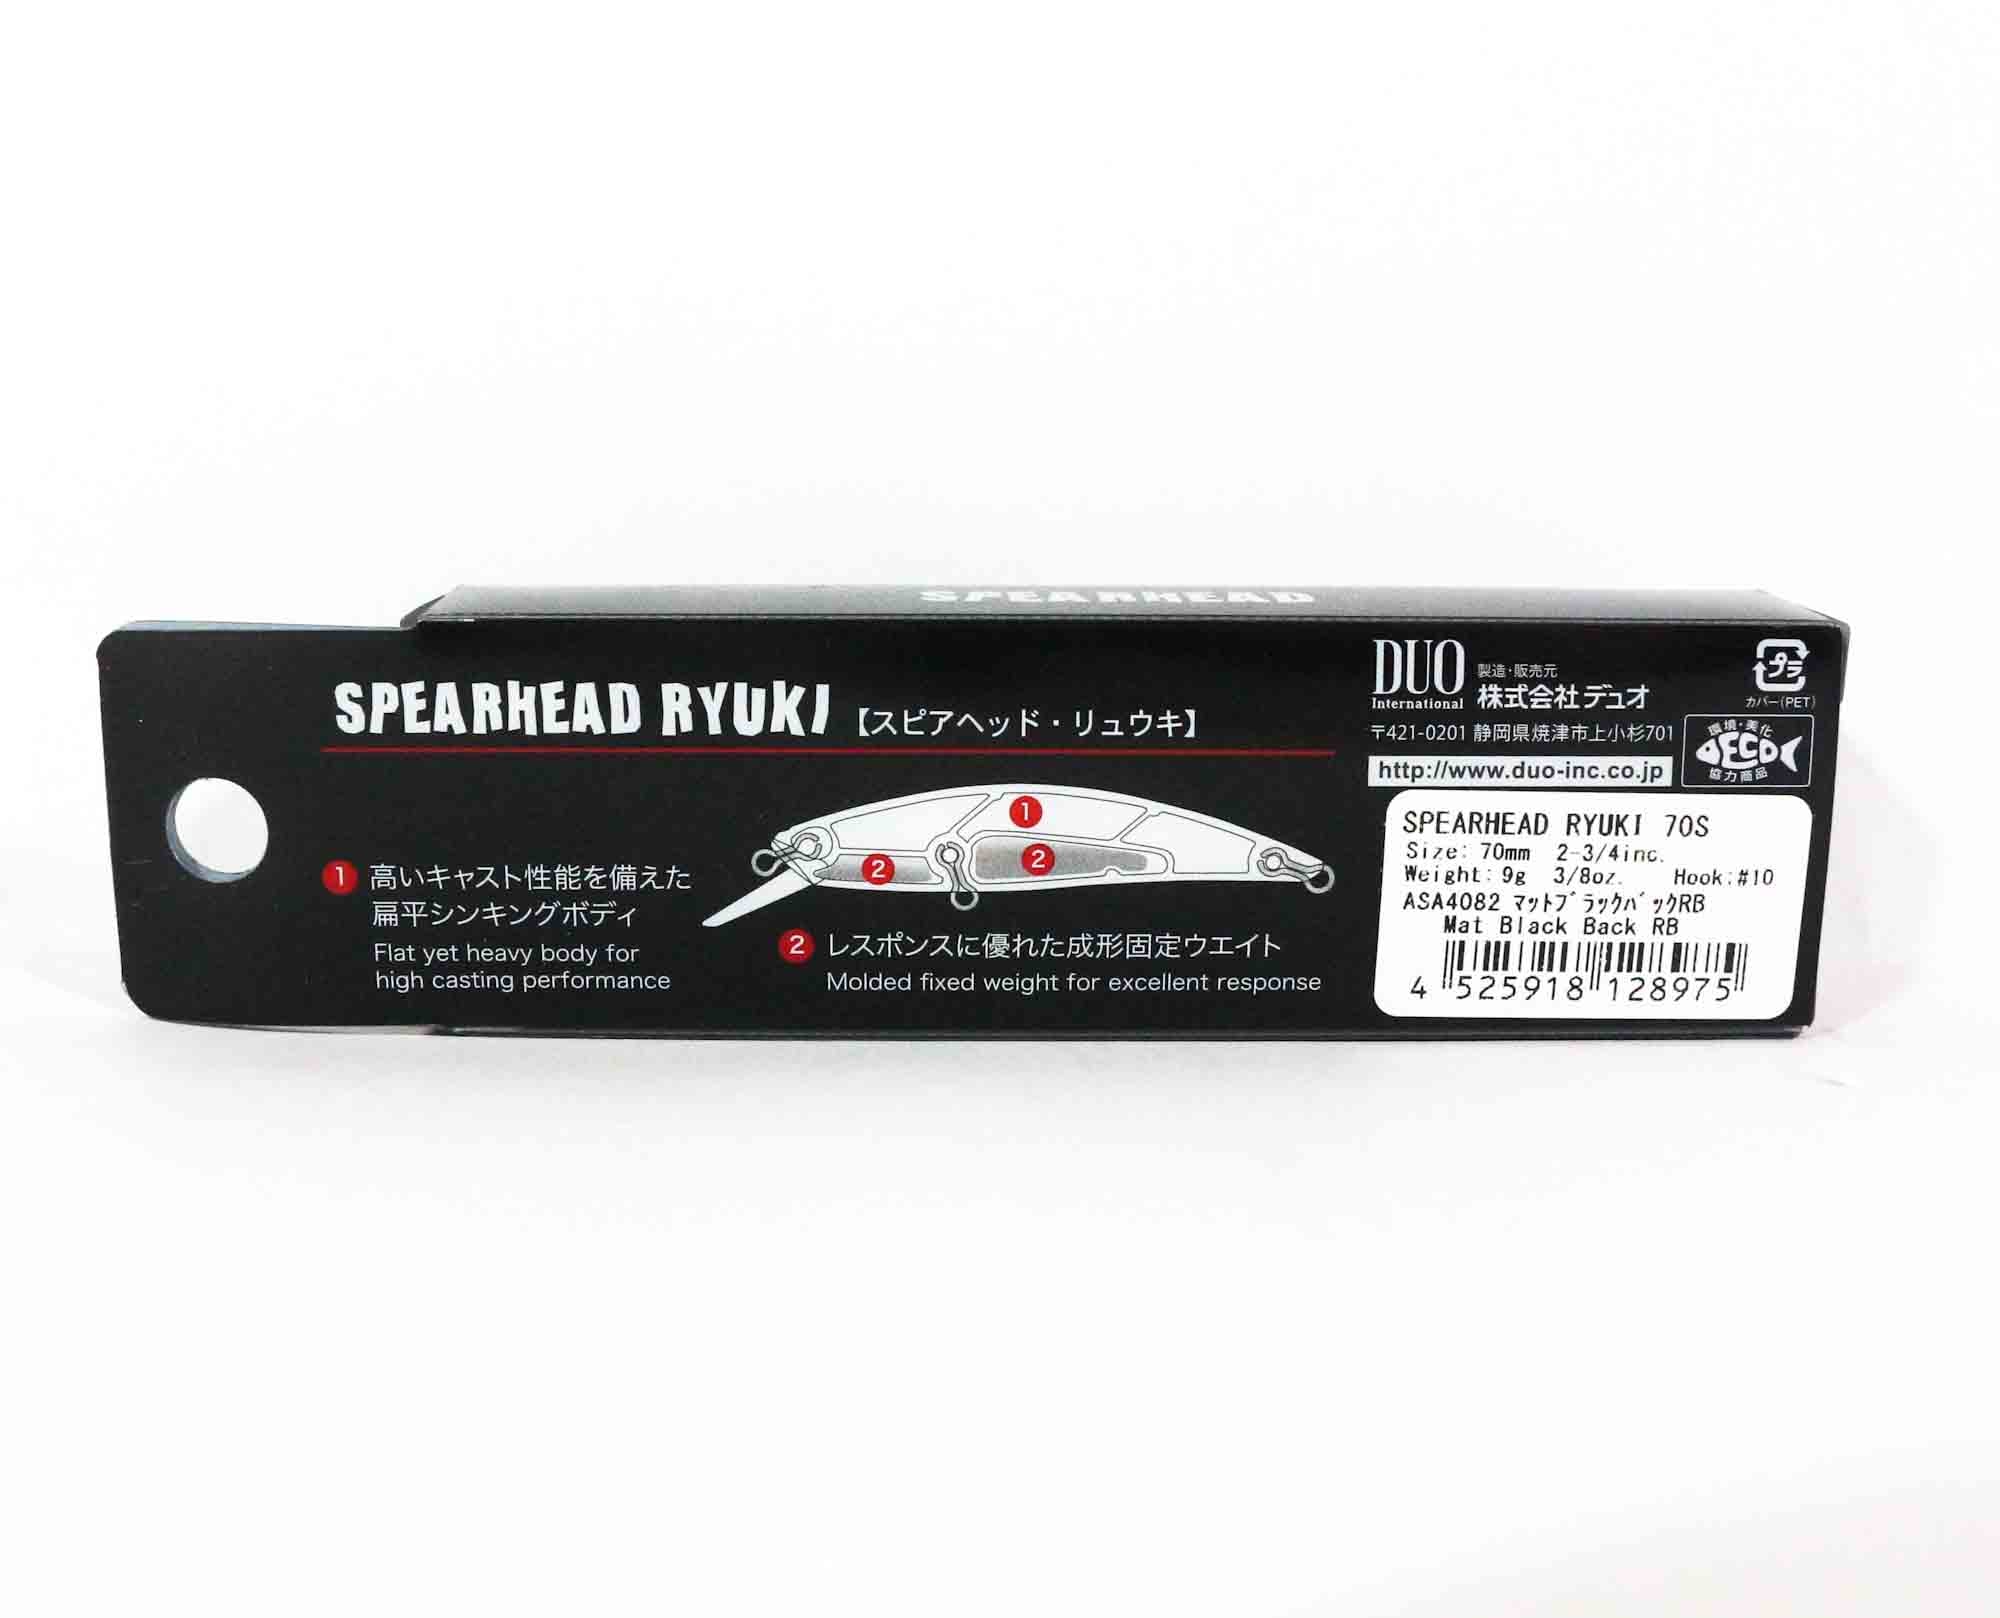 SPEARHEAD
SPEARHEAD RYUKI【スピアヘッド・リュウキ】
1
2
2
1 高いキャスト性能を備えた
扁平シンキングボディ
Flat yet heavy body for
high casting performance
2 レスポンスに優れた成形固定ウエイト
Molded fixed weight for excellent response
DUO
International
製造・販売元
株式会社デュオ
〒421-0201 静岡県焼津市上小杉701
http://www.duo-inc.co.jp
プラ
カバー(PET)
環境・美化
ECO
協力商品
SPEARHEAD RYUKI 70S
Size: 70mm 2-3/4inc.
Weight: 9g 3/8oz. Hook:#10
ASA4082 ﾏｯﾄﾌﾞﾗｯｸﾊﾞｯｸRB
Mat Black Back RB
4 525918 128975